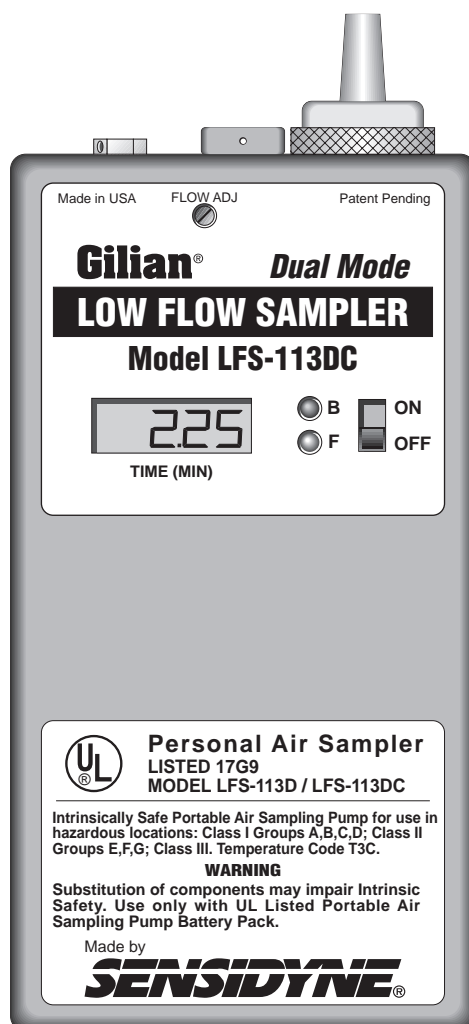 Made in USA FLOW ADJ Patent Pending
Gilian® Dual Mode
LOW FLOW SAMPLER
Model LFS-113DC
2.25 B ON
F OFF
TIME (MIN)
UL® Personal Air Sampler
LISTED 17G9
MODEL LFS-113D / LFS-113DC
Intrinsically Safe Portable Air Sampling Pump for use in
hazardous locations: Class I Groups A,B,C,D; Class II
Groups E,F,G; Class III. Temperature Code T3C.
WARNING
Substitution of components may impair Intrinsic
Safety. Use only with UL Listed Portable Air
Sampling Pump Battery Pack.
Made by
SENSIDYNE®